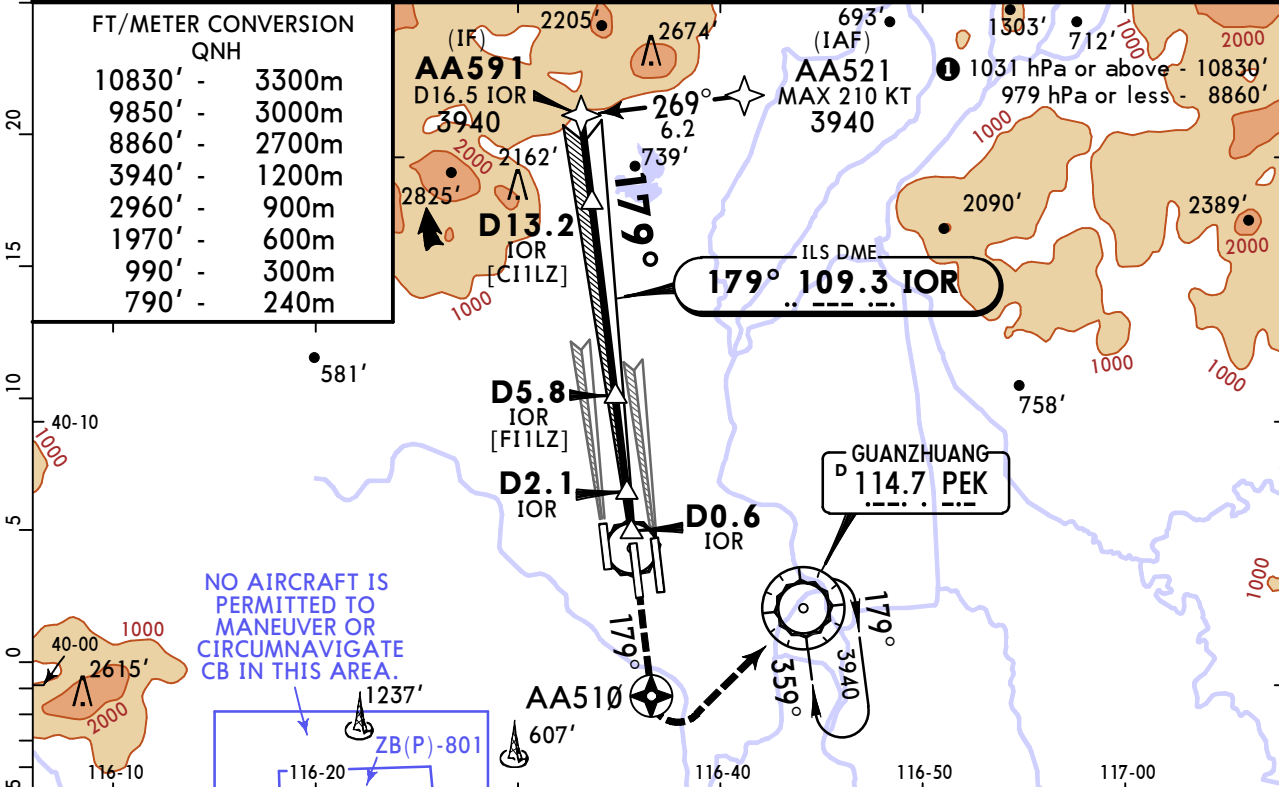 FT/METER CONVERSION
QNH
10830' - 3300m
9850' - 3000m
8860' - 2700m
3940' - 1200m
2960' - 900m
1970' - 600m
990' - 300m
790' - 240m
2205'
2674'
693'
1303'
712'
1000
2000
(IF)
AA591
D16.5 IOR
3940
269°
6.2
(IAF)
AA521
MAX 210 KT
3940
1 1031 hPa or above - 10830'
979 hPa or less - 8860'
1000
2000
2162'
739'
2825'
179°
2090'
2389'
2000
D13.2
IOR
[CI1LZ]
1000
ILS DME
179° 109.3 IOR
1000
1000
581'
758'
D5.8
IOR
[FI1LZ]
40-10
1000
D2.1
IOR
D0.6
IOR
GUANZHUANG
D 114.7 PEK
NO AIRCRAFT IS
PERMITTED TO
MANEUVER OR
CIRCUMNAVIGATE
CB IN THIS AREA.
1000
1000
40-00
2615'
2000
179°
179°
359°
3940
AA510
1237'
607'
ZB(P)-801
116-10
116-20
116-40
116-50
117-00
20
15
10
5
0
5